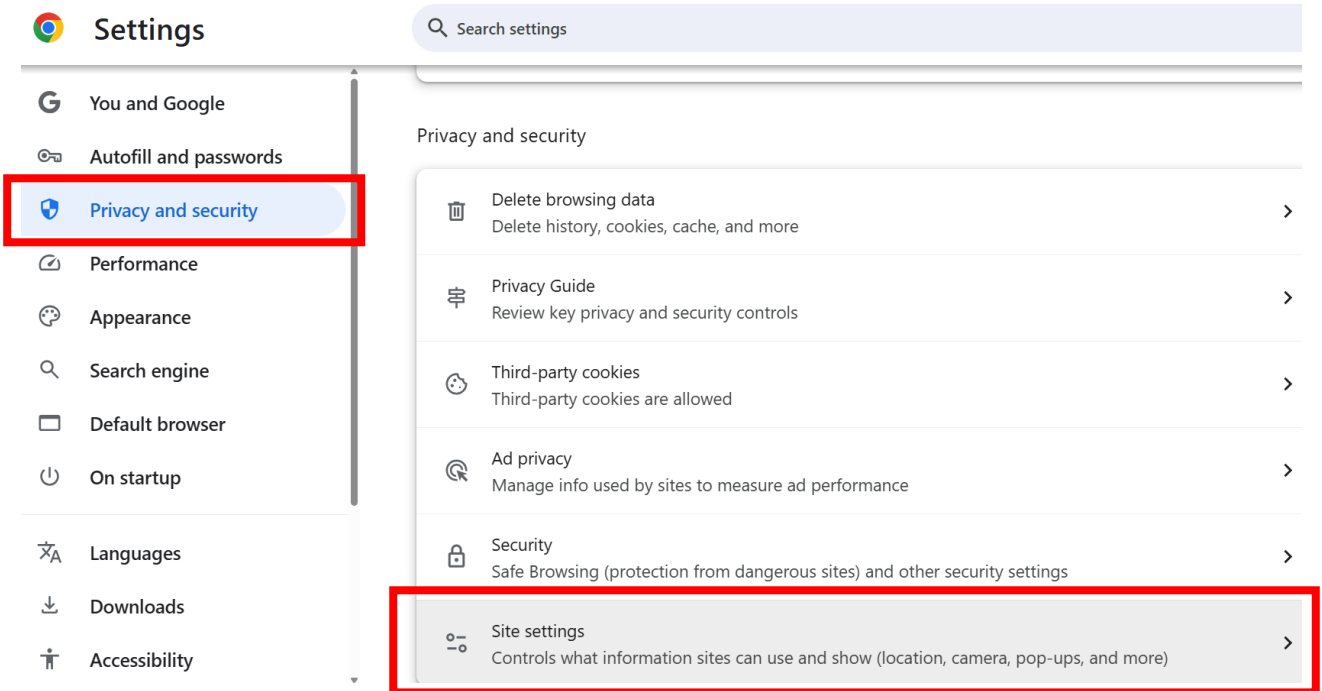 Settings
Search settings
You and Google
Autofill and passwords
Privacy and security
Performance
Appearance
Search engine
Default browser
On startup
Languages
Downloads
Accessibility
Privacy and security
Delete browsing data
Delete history, cookies, cache, and more
Privacy Guide
Review key privacy and security controls
Third-party cookies
Third-party cookies are allowed
Ad privacy
Manage info used by sites to measure ad performance
Security
Safe Browsing (protection from dangerous sites) and other security settings
Site settings
Controls what information sites can use and show (location, camera, pop-ups, and more)